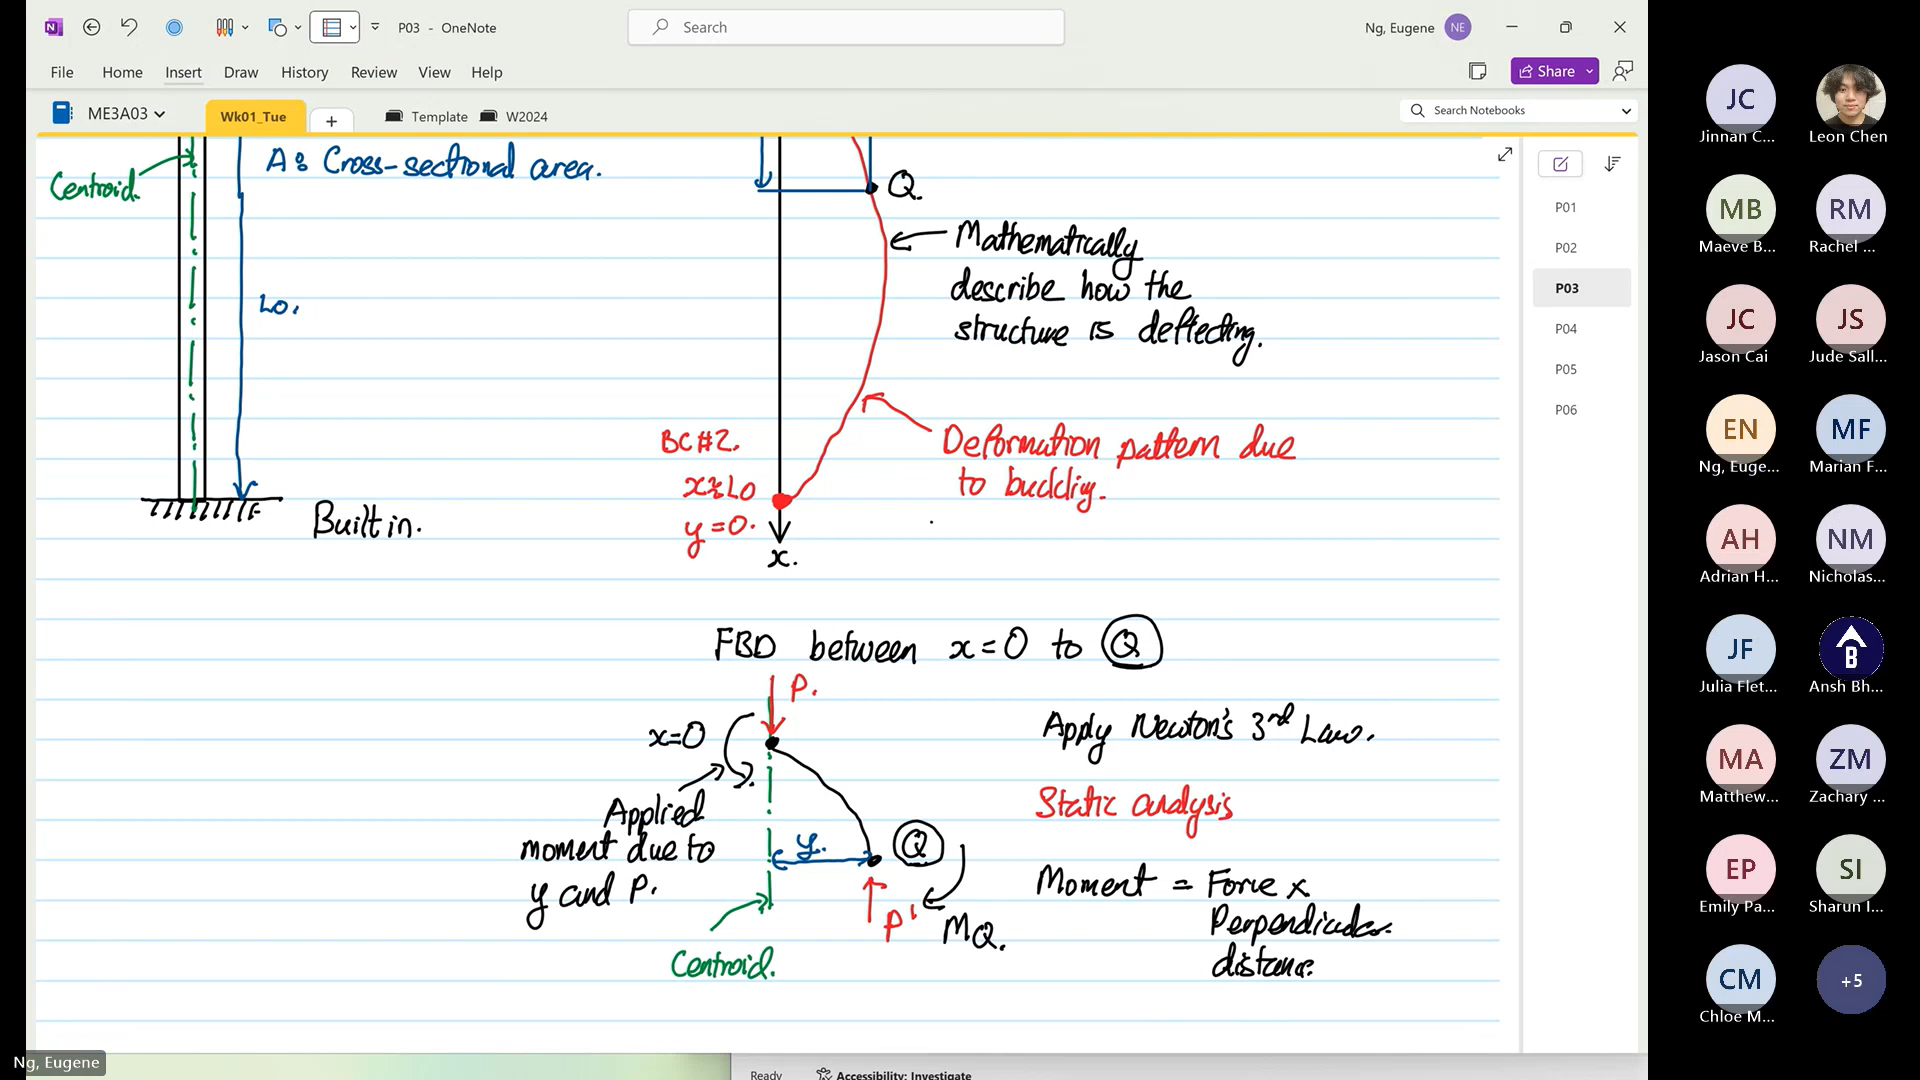 P03 - OneNote
Search
Ng, Eugene
NE
File
Home
Insert
Draw
History
Review
View
Help
Share
ME3A03
Wk01_Tue
+
Template
W2024
Search Notebooks
P01
P02
P03
P04
P05
P06
Centroid.
A: Cross-sectional area.
Lo.
Built in.
Q.
Mathematically
describe how the
structure is deflecting.
BC#2.
x=Lo
y=0.
x.
Deformation pattern due
to buckling.
FBD between x=0 to Q
P.
x=0
Applied
moment due to
y and P.
y.
Q
P'
MQ.
Centroid.
Apply Newton's 3rd Law.
Static analysis
Moment = Force x
Perpendicular
distance.
JC
Jinnan C...
Leon Chen
MB
Maeve B...
RM
Rachel ...
JC
Jason Cai
JS
Jude Sall...
EN
Ng, Euge...
MF
Marian F...
AH
Adrian H...
NM
Nicholas...
JF
Julia Flet...
B
Ansh Bh...
MA
Matthew...
ZM
Zachary ...
EP
Emily Pa...
SI
Sharun I...
CM
Chloe M...
+5
Ng, Eugene
Ready
Accessibility: Investigate